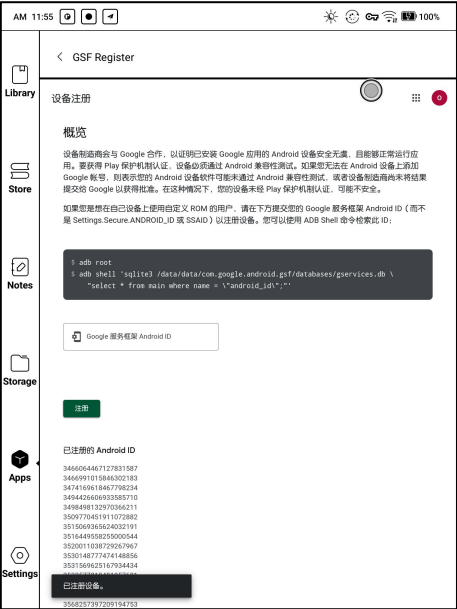 AM 11:55
100%
GSF Register
Library
设备注册
概览
设备制造商会与 Google 合作，以证明已安装 Google 应用的 Android 设备安全无虞，且能够正常运行应
用。要获得 Play 保护机制认证，设备必须通过 Android 兼容性测试。如果您无法在 Android 设备上添加
Google 帐号，则表示您的 Android 设备软件可能未通过 Android 兼容性测试，或者设备制造商尚未将结果
提交给 Google 以获得批准。在这种情况下，您的设备未经 Play 保护机制认证，可能不安全。
Store
如果您是想在自己设备上使用自定义 ROM 的用户，请在下方提交您的 Google 服务框架 Android ID（而不
是 Settings.Secure.ANDROID_ID 或 SSAID）以注册设备。您可以使用 ADB Shell 命令检索此 ID：
$ adb root
$ adb shell 'sqlite3 /data/data/com.google.android.gsf/databases/gservices.db \
"select * from main where name = \"android_id\";"'
Notes
Google 服务框架 Android ID
Storage
注册
已注册的 Android ID
3466064467127831587
3466991015846302183
3474169618467798234
Apps
3494426606933585710
3498498132970366211
3509770451911072882
3515069365624032191
3516449558255000544
3520011038729267967
3530148777474148856
3531569625167934434
Settings
已注册设备。
3568257397209194753